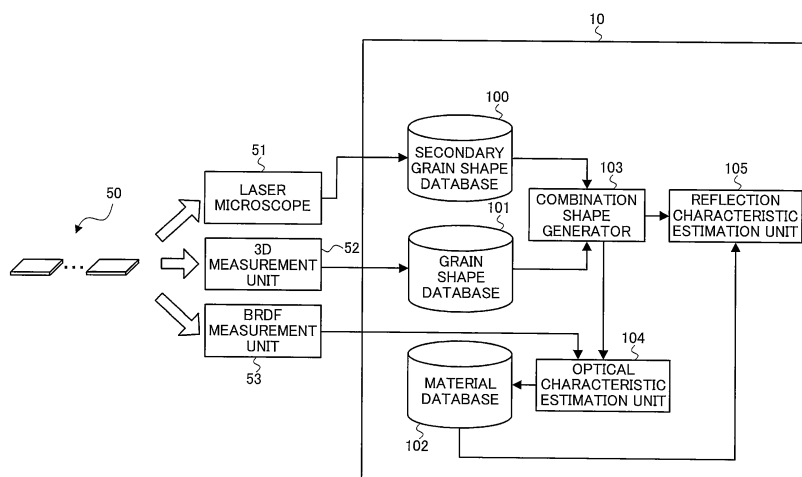 10
100
SECONDARY
GRAIN SHAPE
DATABASE
51
LASER
MICROSCOPE
103
COMBINATION
SHAPE
GENERATOR
105
REFLECTION
CHARACTERISTIC
ESTIMATION UNIT
50
...
101
3D
MEASUREMENT
UNIT
52
GRAIN
SHAPE
DATABASE
BRDF
MEASUREMENT
UNIT
53
104
OPTICAL
CHARACTERISTIC
ESTIMATION UNIT
MATERIAL
DATABASE
102